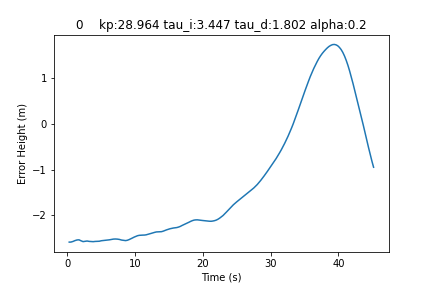 0    kp:28.964 tau_i:3.447 tau_d:1.802 alpha:0.2
1
0
−1
−2
Error Height (m)
0 10 20 30 40
Time (s)